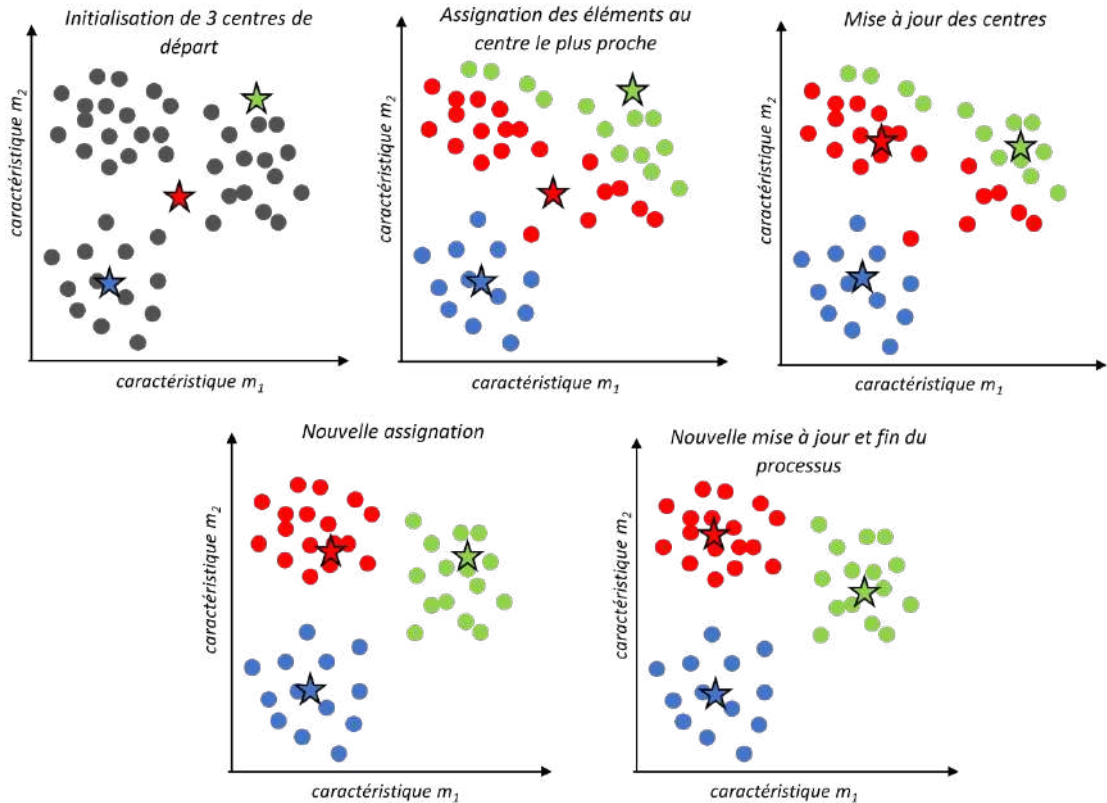 Initialisation de 3 centres de
départ
caractéristique m₂
caractéristique m₁
Assignation des éléments au
centre le plus proche
caractéristique m₂
caractéristique m₁
Mise à jour des centres
caractéristique m₂
caractéristique m₁
Nouvelle assignation
caractéristique m₂
caractéristique m₁
Nouvelle mise à jour et fin du
processus
caractéristique m₂
caractéristique m₁